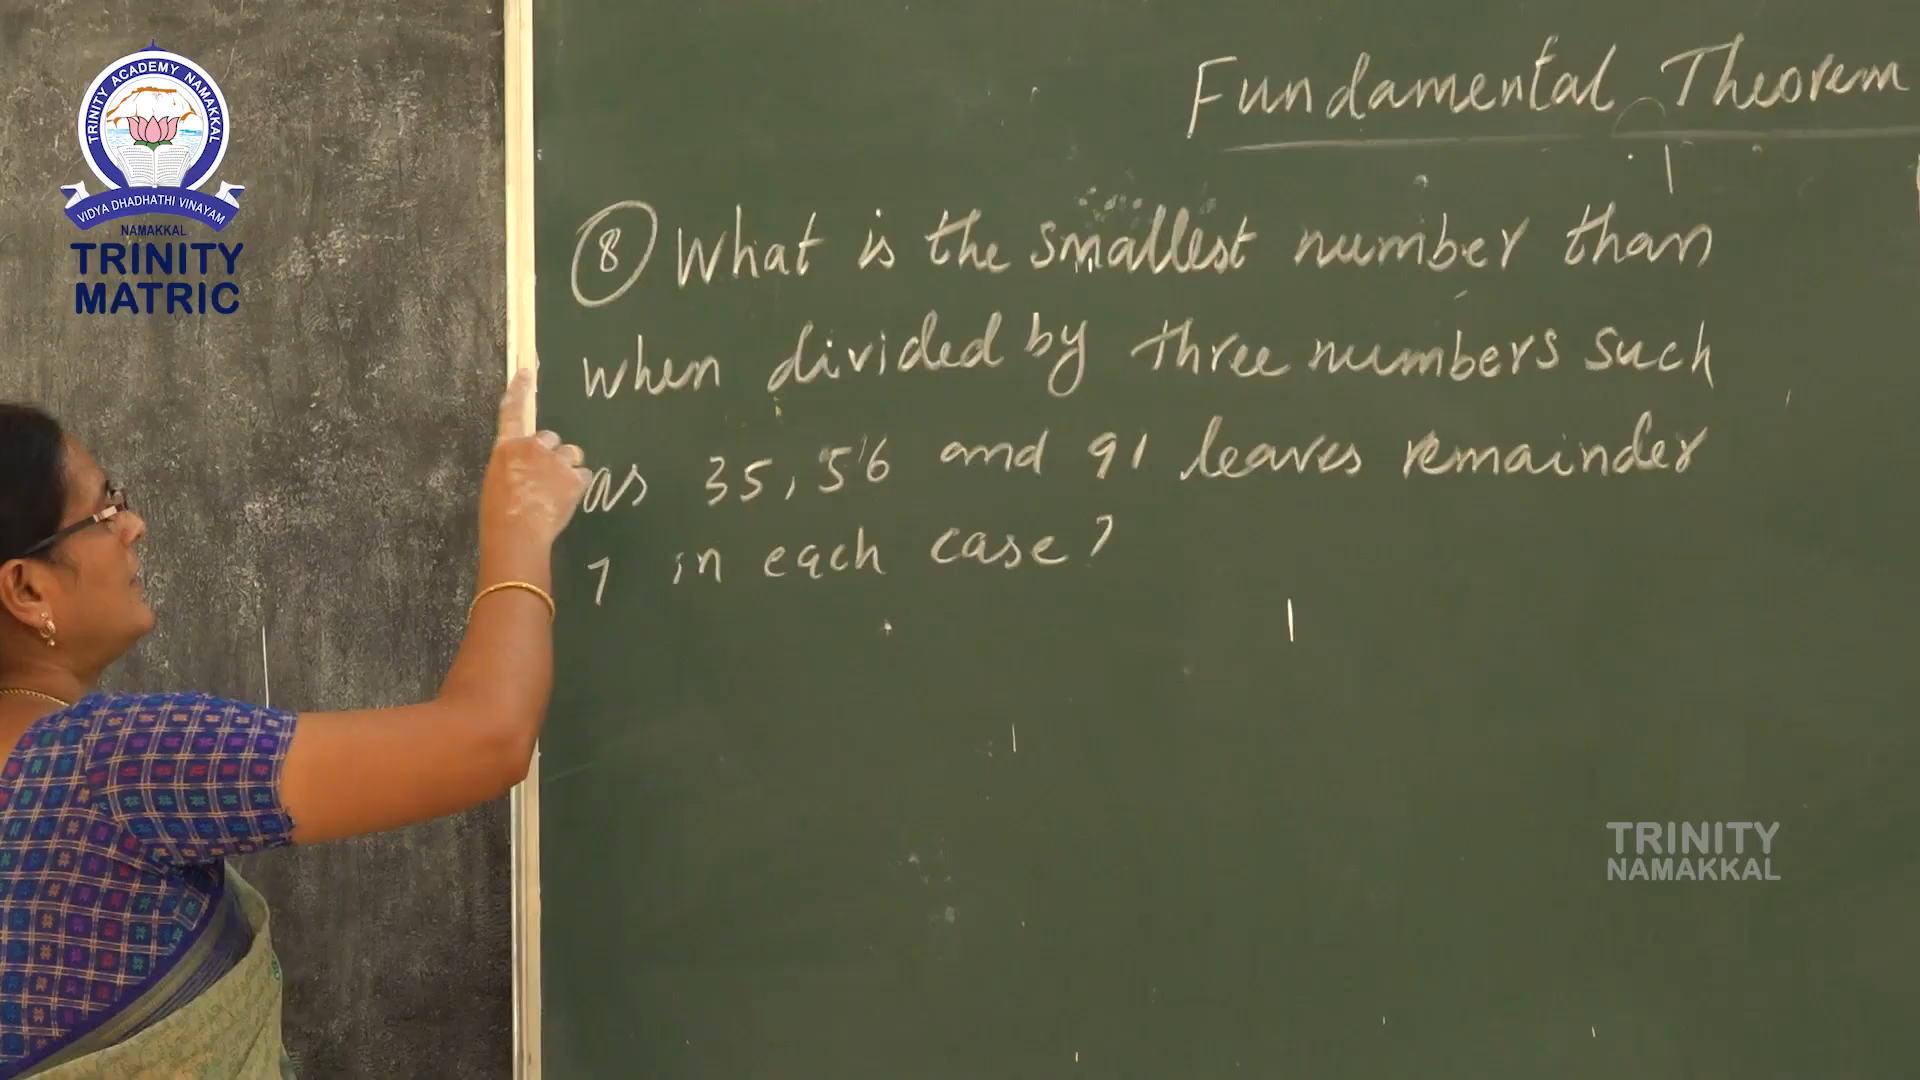 TRINITY ACADEMY NAMAKKAL
VIDYA DHADHATHI VINAYAM
NAMAKKAL
TRINITY
MATRIC
Fundamental Theorem
8 What is the smallest number than
when divided by three numbers such
as 35, 56 and 91 leaves remainder
7 in each case?
TRINITY
NAMAKKAL